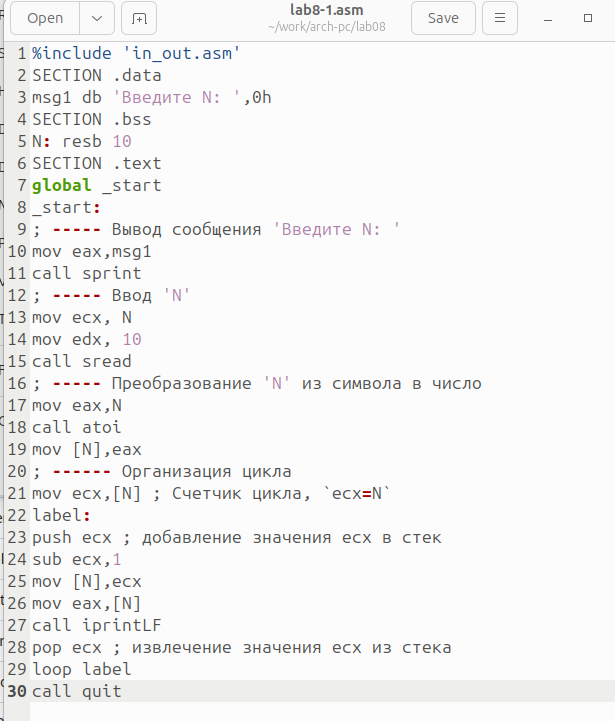 Open
lab8-1.asm
~/work/arch-pc/lab08
Save
1 %include 'in_out.asm'
2 SECTION .data
3 msg1 db 'Введите N: ',0h
4 SECTION .bss
5 N: resb 10
6 SECTION .text
7 global _start
8 _start:
9 ; ----- Вывод сообщения 'Введите N: '
10 mov eax,msg1
11 call sprint
12 ; ----- Ввод 'N'
13 mov ecx, N
14 mov edx, 10
15 call sread
16 ; ----- Преобразование 'N' из символа в число
17 mov eax,N
18 call atoi
19 mov [N],eax
20 ; ------ Организация цикла
21 mov ecx,[N] ; Счетчик цикла, `ecx=N`
22 label:
23 push ecx ; добавление значения ecx в стек
24 sub ecx,1
25 mov [N],ecx
26 mov eax,[N]
27 call iprintLF
28 pop ecx ; извлечение значения ecx из стека
29 loop label
30 call quit